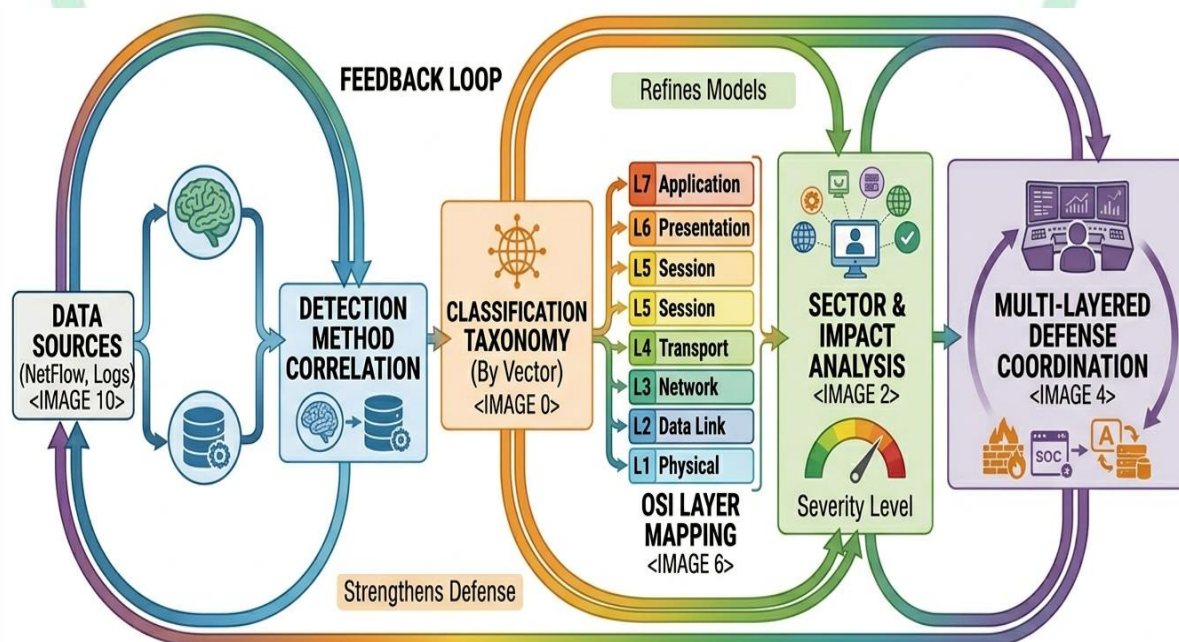 FEEDBACK LOOP
Refines Models
DATA
SOURCES
(NetFlow, Logs)
<IMAGE 10>
DETECTION
METHOD
CORRELATION
CLASSIFICATION
TAXONOMY
(By Vector)
<IMAGE 0>
L7 Application
L6 Presentation
L5 Session
L5 Session
L4 Transport
L3 Network
L2 Data Link
L1 Physical
OSI LAYER
MAPPING
<IMAGE 6>
SECTOR &
IMPACT
ANALYSIS
<IMAGE 2>
Severity Level
MULTI-LAYERED
DEFENSE
COORDINATION
<IMAGE 4>
SOC
A
Strengthens Defense